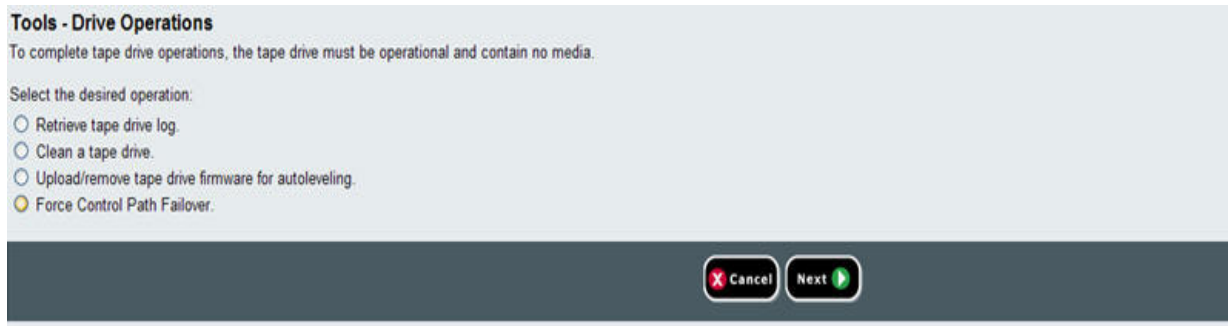 Tools - Drive Operations
To complete tape drive operations, the tape drive must be operational and contain no media.
Select the desired operation:
Retrieve tape drive log.
Clean a tape drive.
Upload/remove tape drive firmware for autoleveling.
Force Control Path Failover.
Cancel
Next